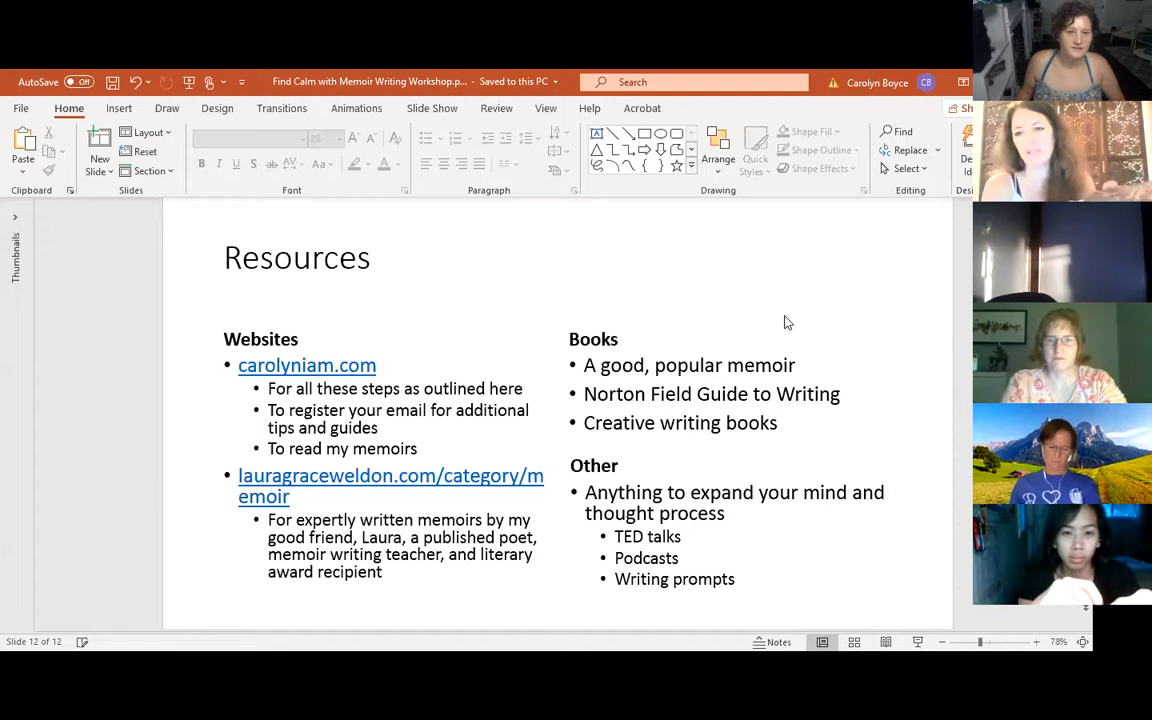 AutoSave Off Find Calm with Memoir Writing Workshop.p... - Saved to this PC Search Carolyn Boyce CB
File Home Insert Draw Design Transitions Animations Slide Show Review View Help Acrobat Sh
Paste New Slide Layout Reset Section 28 Arrange Quick Styles Shape Fill Shape Outline Shape Effects Find Replace Select De Id
Clipboard Slides Font Paragraph Drawing Editing Desi
Thumbnails
Resources
Websites
• carolyniam.com
• For all these steps as outlined here
• To register your email for additional
tips and guides
• To read my memoirs
• lauragraceweldon.com/category/m
emoir
• For expertly written memoirs by my
good friend, Laura, a published poet,
memoir writing teacher, and literary
award recipient
Books
• A good, popular memoir
• Norton Field Guide to Writing
• Creative writing books
Other
• Anything to expand your mind and
thought process
• TED talks
• Podcasts
• Writing prompts
Slide 12 of 12 Notes 78%